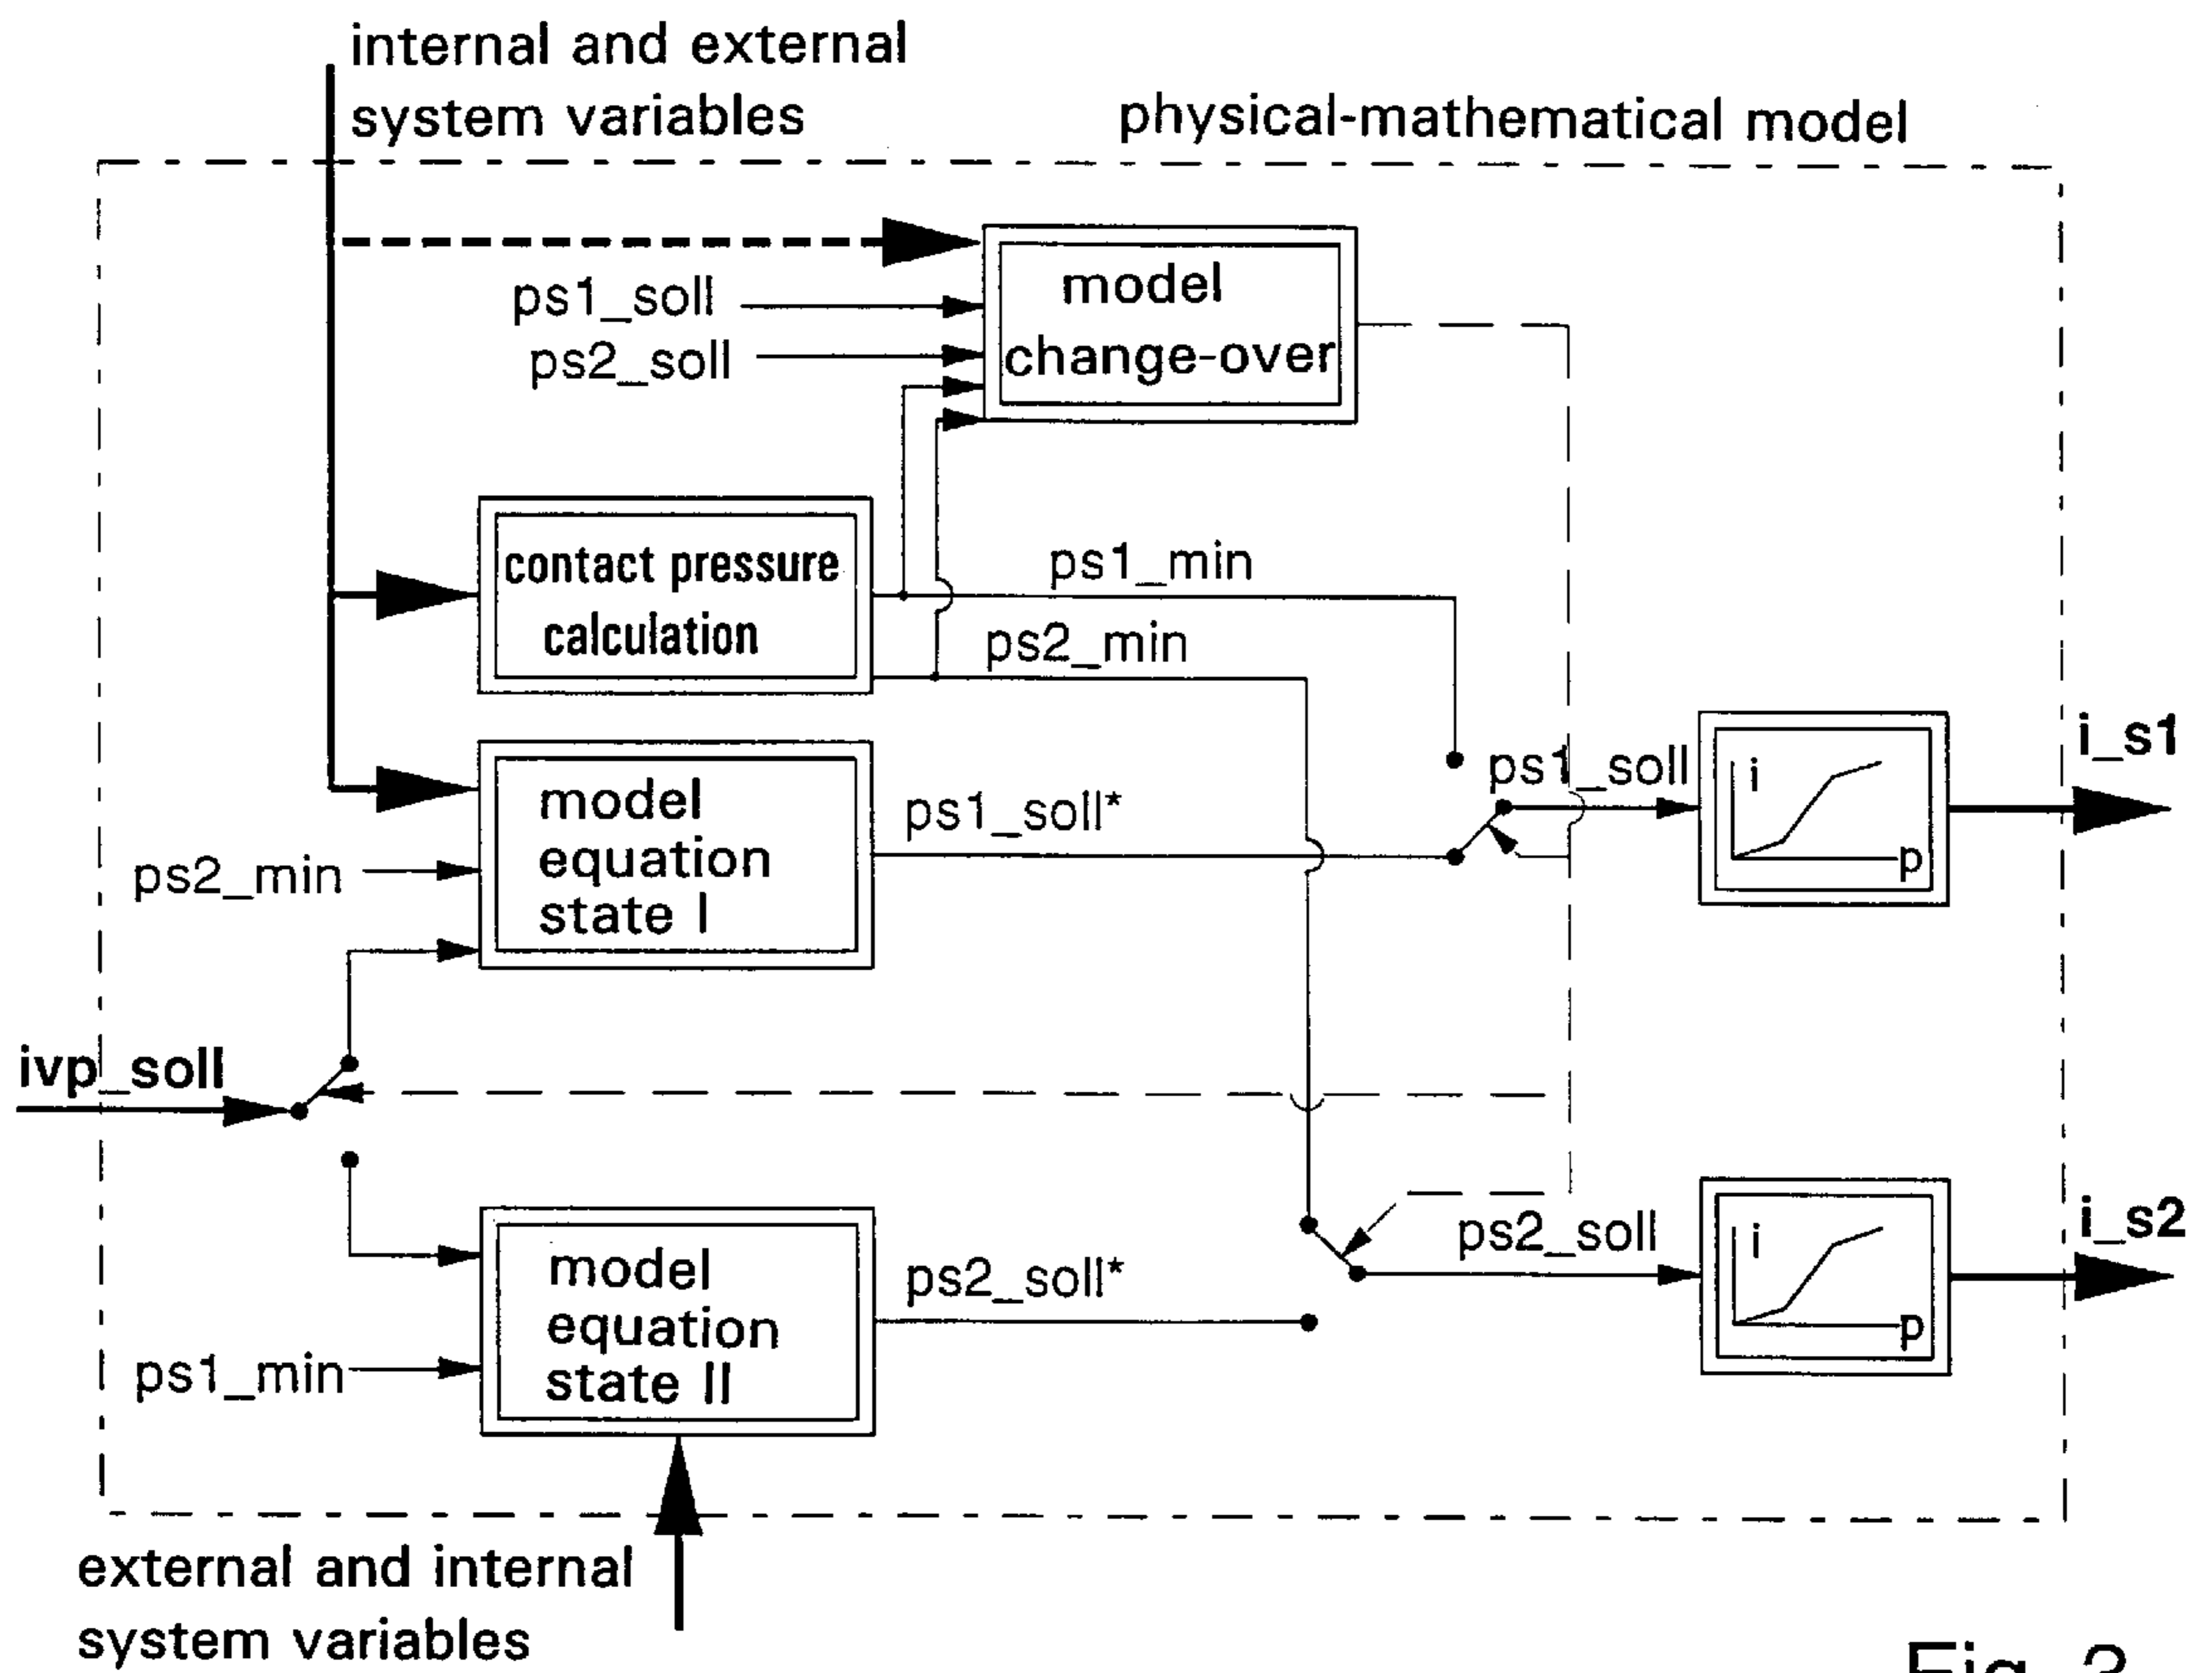 internal and external
system variables
physical-mathematical model
ps1_soll
ps2_soll
model
change-over
contact pressure
calculation
ps1_min
ps2_min
model
equation
state I
ps1_soll*
ps1_soll
i
p
i_s1
ps2_min
ivp_soll
model
equation
state II
ps2_soll*
ps2_soll
i
p
i_s2
ps1_min
external and internal
system variables
Fig.